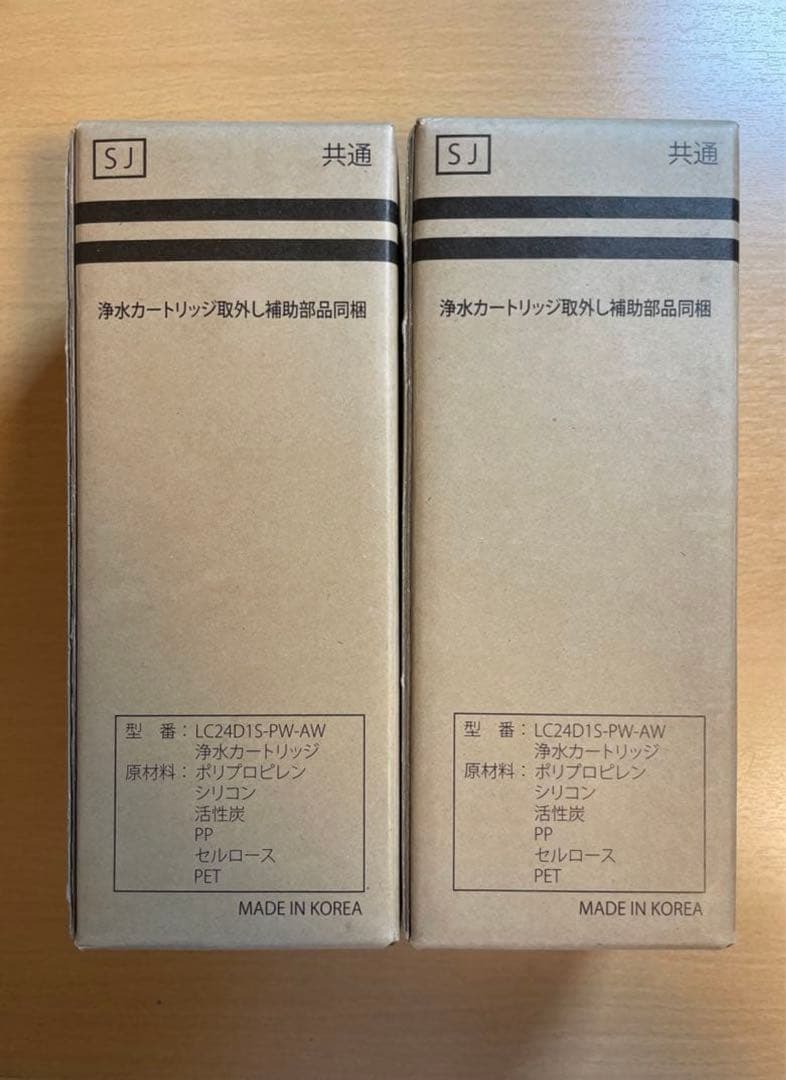 SJ 共通
浄水カートリッジ取外し補助部品同梱
型 番：LC24D1S-PW-AW
浄水カートリッジ
原材料：ポリプロピレン
シリコン
活性炭
PP
セルロース
PET
MADE IN KOREA
SJ 共通
浄水カートリッジ取外し補助部品同梱
型 番：LC24D1S-PW-AW
浄水カートリッジ
原材料：ポリプロピレン
シリコン
活性炭
PP
セルロース
PET
MADE IN KOREA